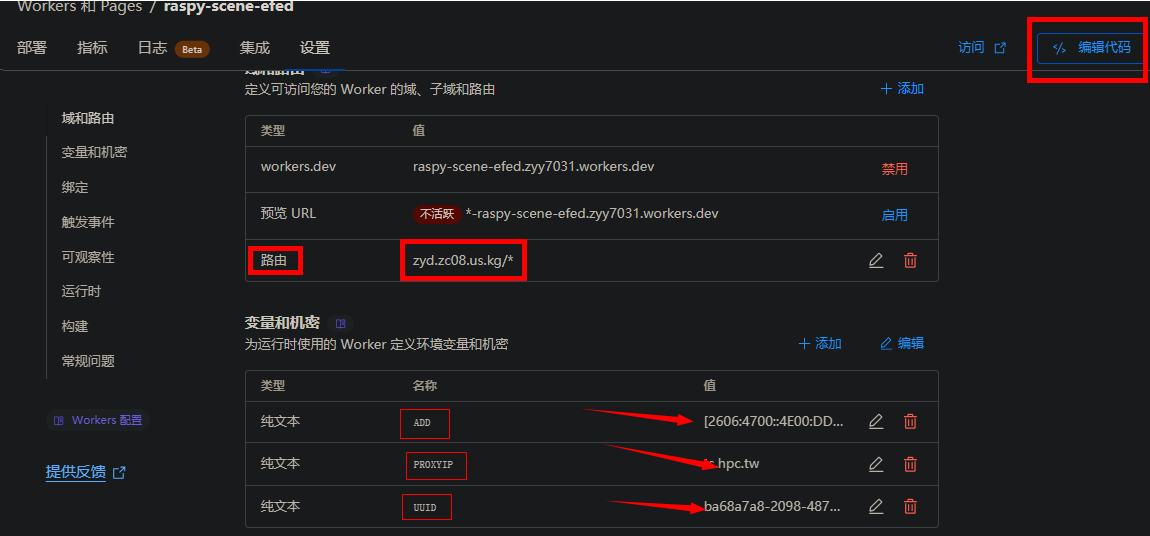 Workers 和 Pages / raspy-scene-efed
部署 指标 日志 Beta 集成 设置 访问 </> 编辑代码
域和路由
定义可访问您的 Worker 的域、子域和路由 + 添加
域和路由
变量和机密
绑定
触发事件
可观察性
运行时
构建
常规问题
Workers 配置
提供反馈
类型 值
workers.dev raspy-scene-efed.zyy7031.workers.dev 禁用
预览 URL 不活跃 *-raspy-scene-efed.zyy7031.workers.dev 启用
路由 zyd.zc08.us.kg/*
变量和机密
为运行时使用的 Worker 定义环境变量和机密 + 添加 编辑
类型 名称 值
纯文本 ADD [2606:4700::4E00:DD...
纯文本 PROXYIP .hpc.tw
纯文本 UUID ba68a7a8-2098-487...